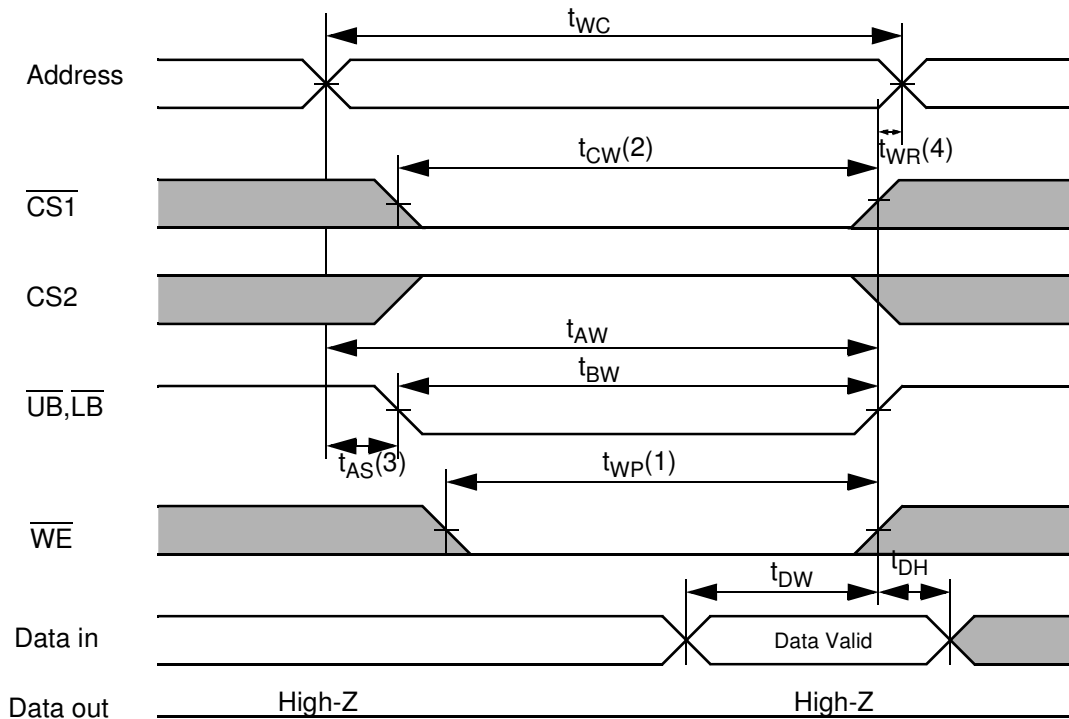 tWC
Address
tCW(2)
tWR(4)
CS1
CS2
tAW
tBW
UB,LB
tAS(3)
tWP(1)
WE
tDW
tDH
Data in
Data Valid
Data out
High-Z
High-Z